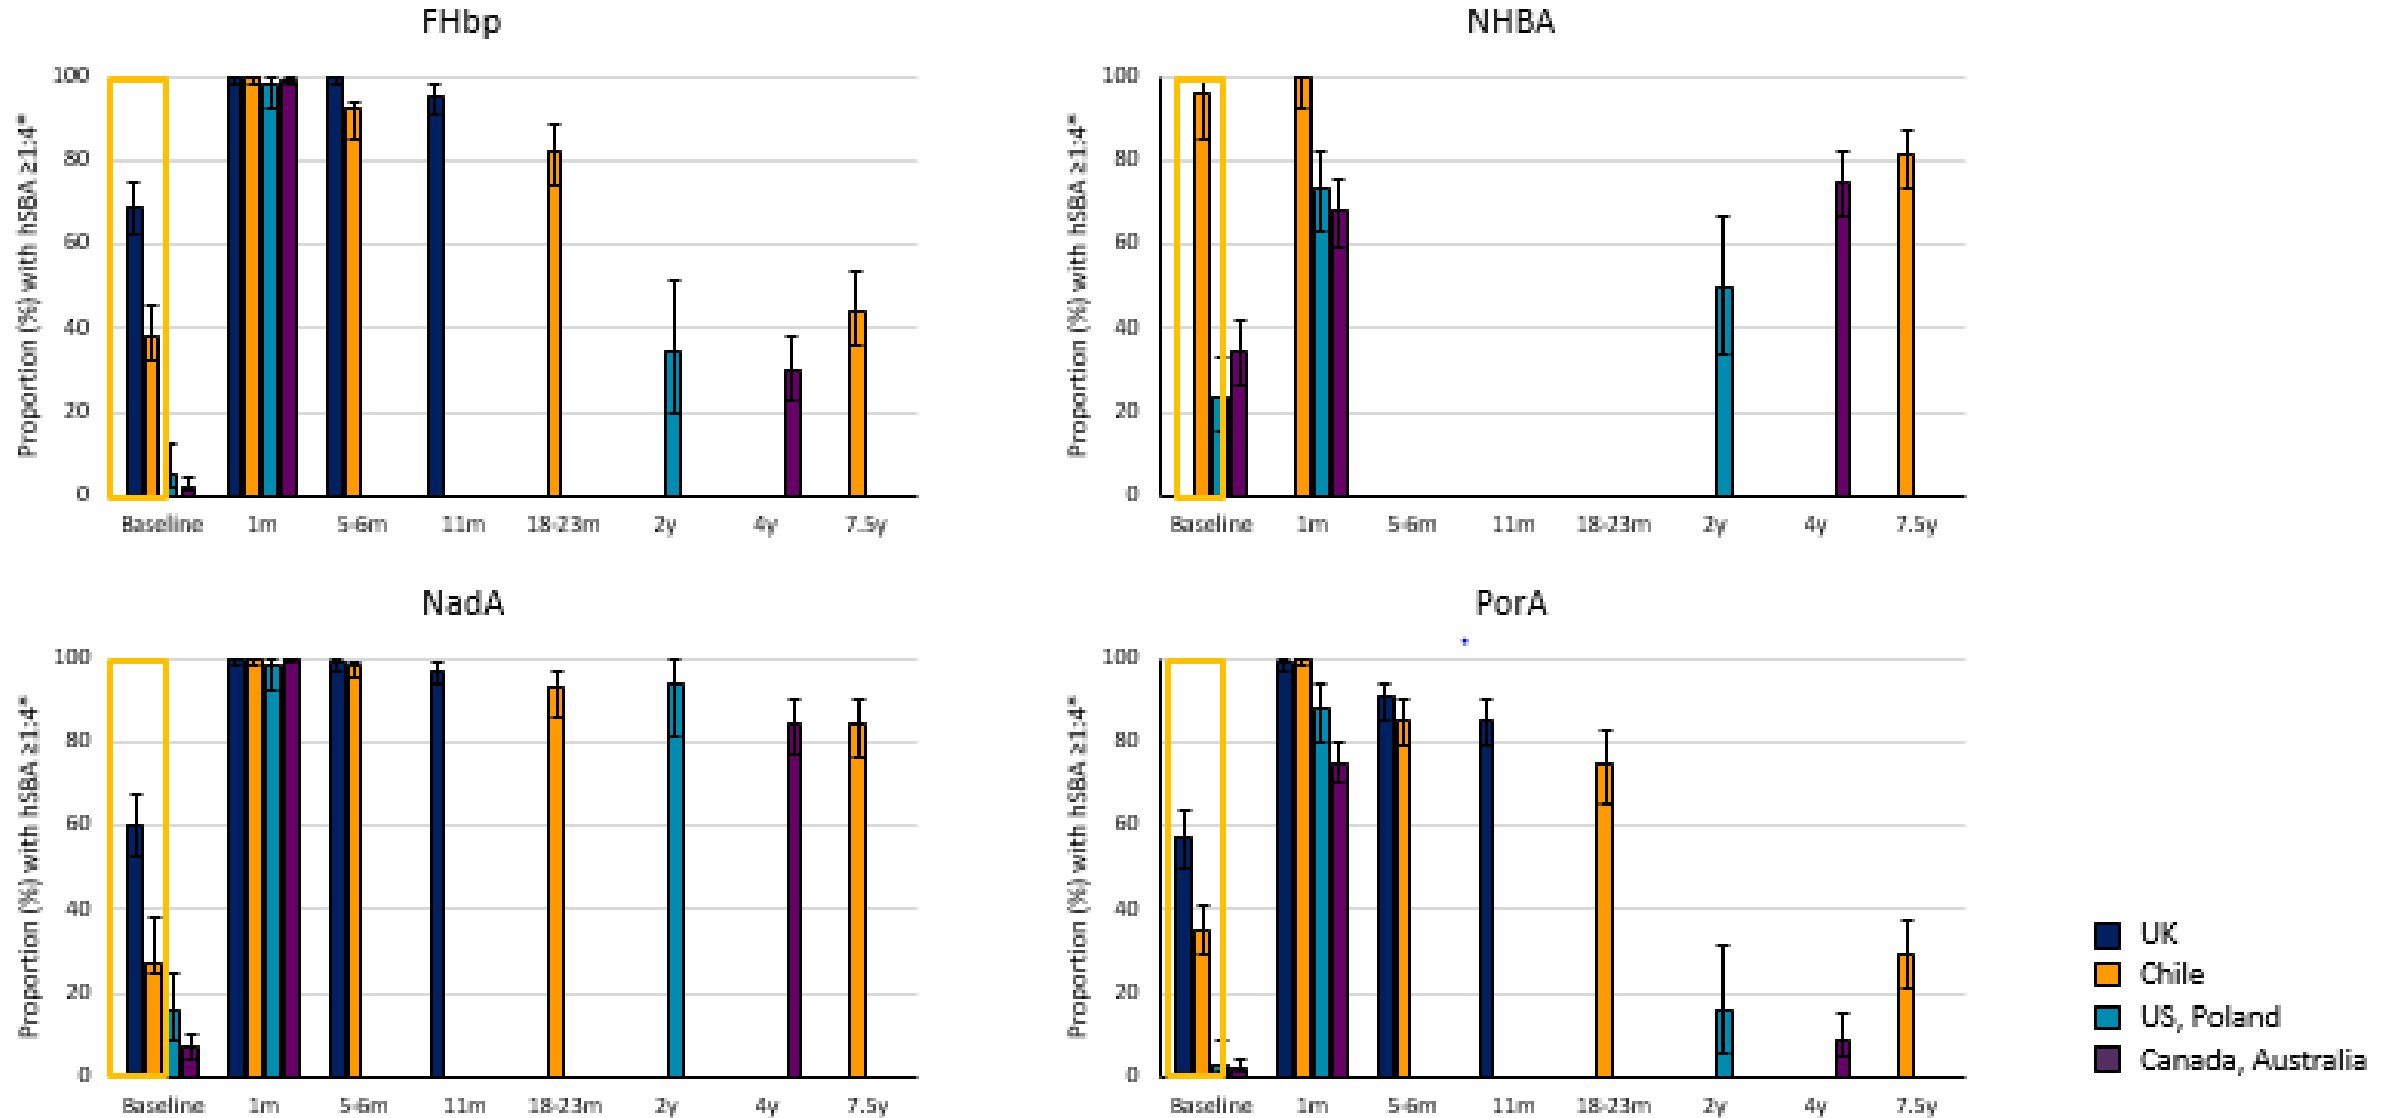 FHbp
Proportion (%) with hSBA ≥1:4*
100
80
60
40
20
0
Baseline 1m 5-6m 11m 18-23m 2y 4y 7.5y
NHBA
Proportion (%) with hSBA ≥1:4*
100
80
60
40
20
0
Baseline 1m 5-6m 11m 18-23m 2y 4y 7.5y
NadA
Proportion (%) with hSBA ≥1:4*
100
80
60
40
20
0
Baseline 1m 5-6m 11m 18-23m 2y 4y 7.5y
PorA
Proportion (%) with hSBA ≥1:4*
100
80
60
40
20
0
Baseline 1m 5-6m 11m 18-23m 2y 4y 7.5y
UK
Chile
US, Poland
Canada, Australia